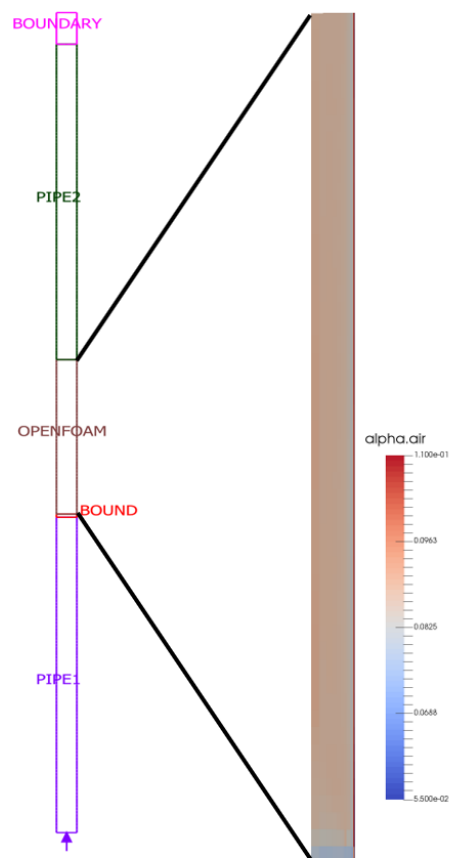 BOUNDARY
PIPE2
OPENFOAM
BOUND
PIPE1
alpha.air
1.100e-01
0.0963
0.0825
0.0688
5.500e-02